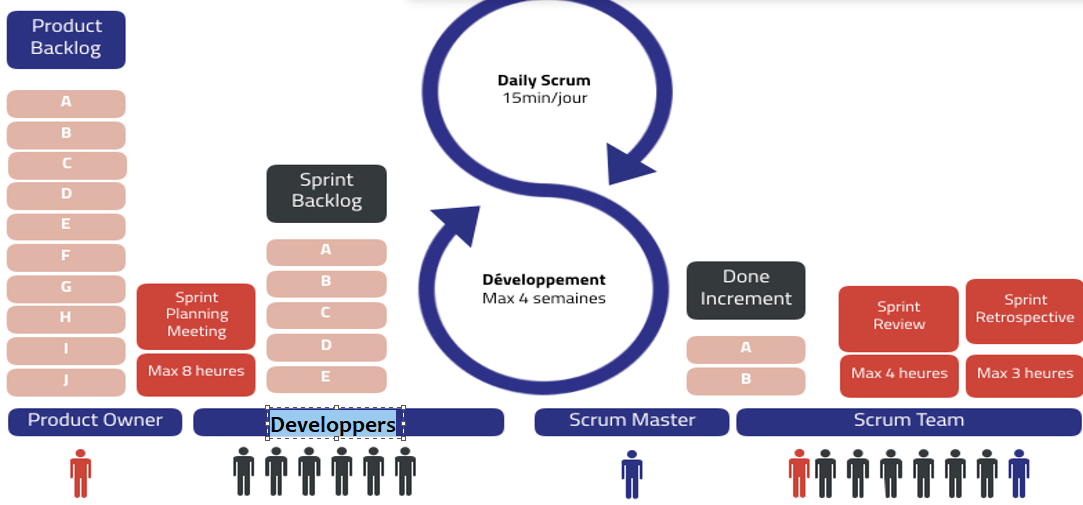 Product
Backlog
A
B
C
D
E
F
G
H
I
J
Sprint
Planning
Meeting
Max 8 heures
Sprint
Backlog
A
B
C
D
E
Daily Scrum
15min/jour
Développement
Max 4 semaines
Done
Increment
A
B
Sprint
Review
Max 4 heures
Sprint
Retrospective
Max 3 heures
Product Owner
Developpers
Scrum Master
Scrum Team